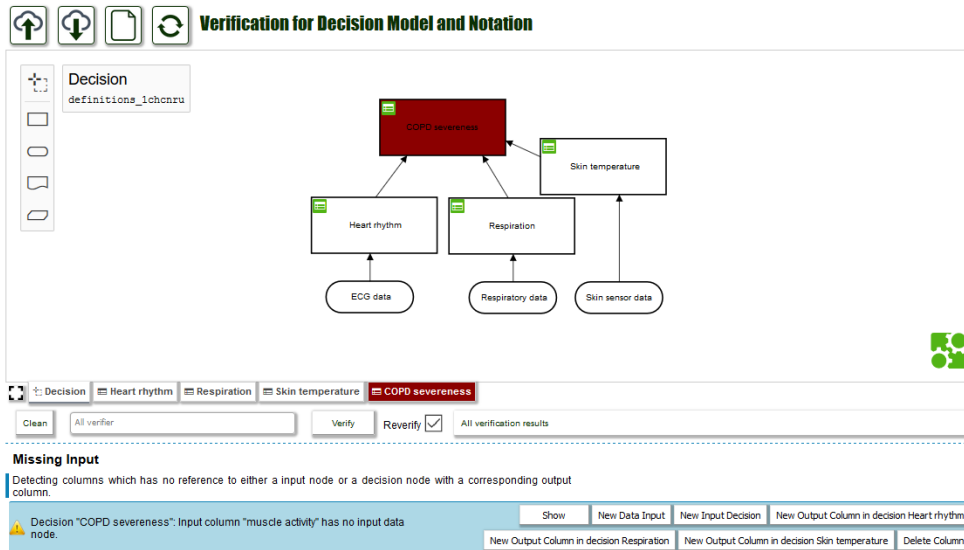 Verification for Decision Model and Notation
Decision
definitions_1chcnru
COPD severeness
Skin temperature
Heart rhythm
Respiration
ECG data
Respiratory data
Skin sensor data
Decision
Heart rhythm
Respiration
Skin temperature
COPD severeness
Clean
All verifier
Verify
Reverify
All verification results
Missing Input
Detecting columns which has no reference to either a input node or a decision node with a corresponding output
column.
Decision "COPD severeness": Input column "muscle activity" has no input data
node.
Show
New Data Input
New Input Decision
New Output Column in decision Heart rhythm
New Output Column in decision Respiration
New Output Column in decision Skin temperature
Delete Column